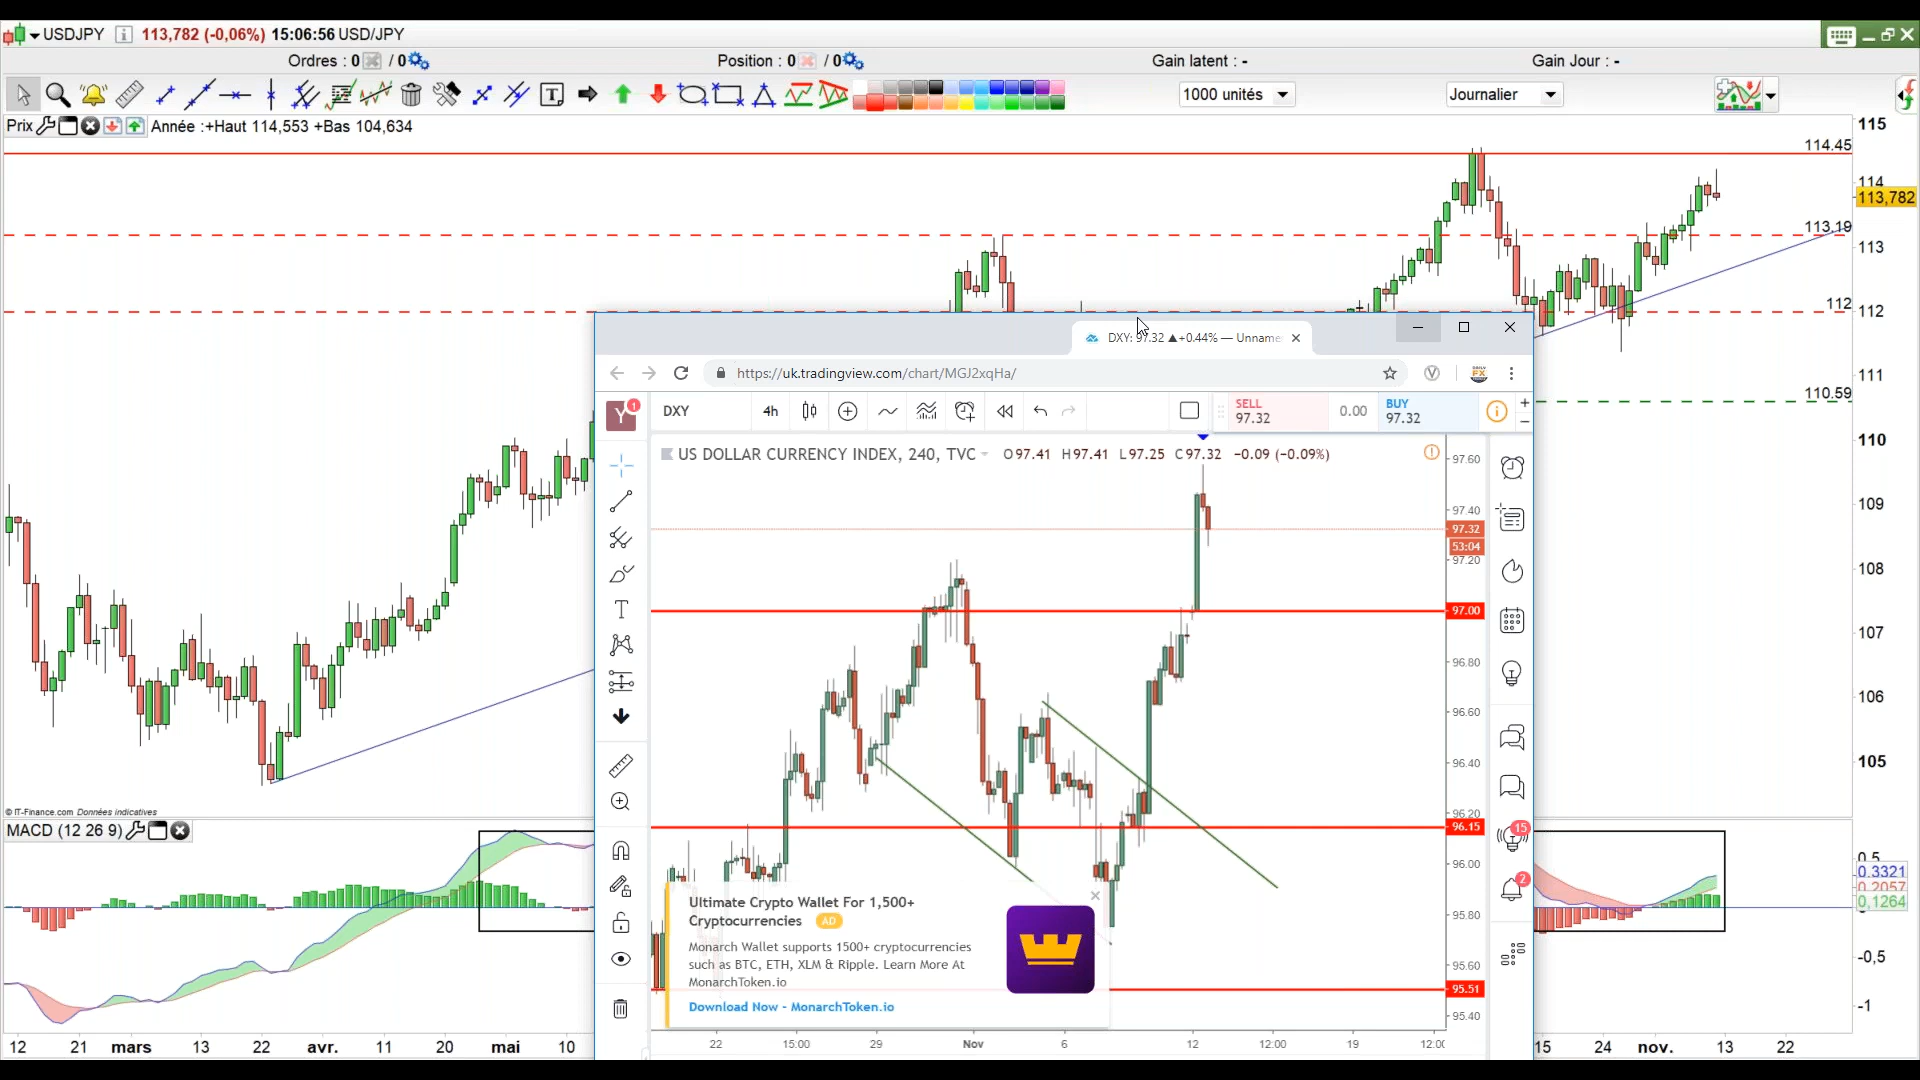 USDJPY 113,782 (-0,06%) 15:06:56 USD/JPY
Ordres : 0 / 0 Position : 0 / 0 Gain latent : - Gain Jour : -
1000 unités Journalier
Prix Année :+Haut 114,553 +Bas 104,634
115
114.45
114
113,782
113.19
113
112
112
111
110.59
110
109
108
107
106
105
DXY: 97.32 ▲+0.44% — Unname
https://uk.tradingview.com/chart/MGJ2xqHa/
Y 1 DXY 4h SELL 97.32 0.00 BUY 97.32
US DOLLAR CURRENCY INDEX, 240, TVC O97.41 H97.41 L97.25 C97.32 -0.09 (-0.09%)
97.60
97.40
97.32
53:04
97.20
97.00
96.80
96.60
96.40
96.20
96.15
96.00
95.80
95.60
95.51
95.40
15
2
Ultimate Crypto Wallet For 1,500+
Cryptocurrencies AD
Monarch Wallet supports 1500+ cryptocurrencies
such as BTC, ETH, XLM & Ripple. Learn More At
MonarchToken.io
Download Now - MonarchToken.io
22 15:00 29 Nov 6 12 12:00 19 12:00
© IT-Finance.com Données indicatives
MACD (12 26 9)
0,5
0.3321
0.2057
0,1264
-0,5
-1
12 21 mars 13 22 avr. 11 20 mai 10 15 24 nov. 13 22